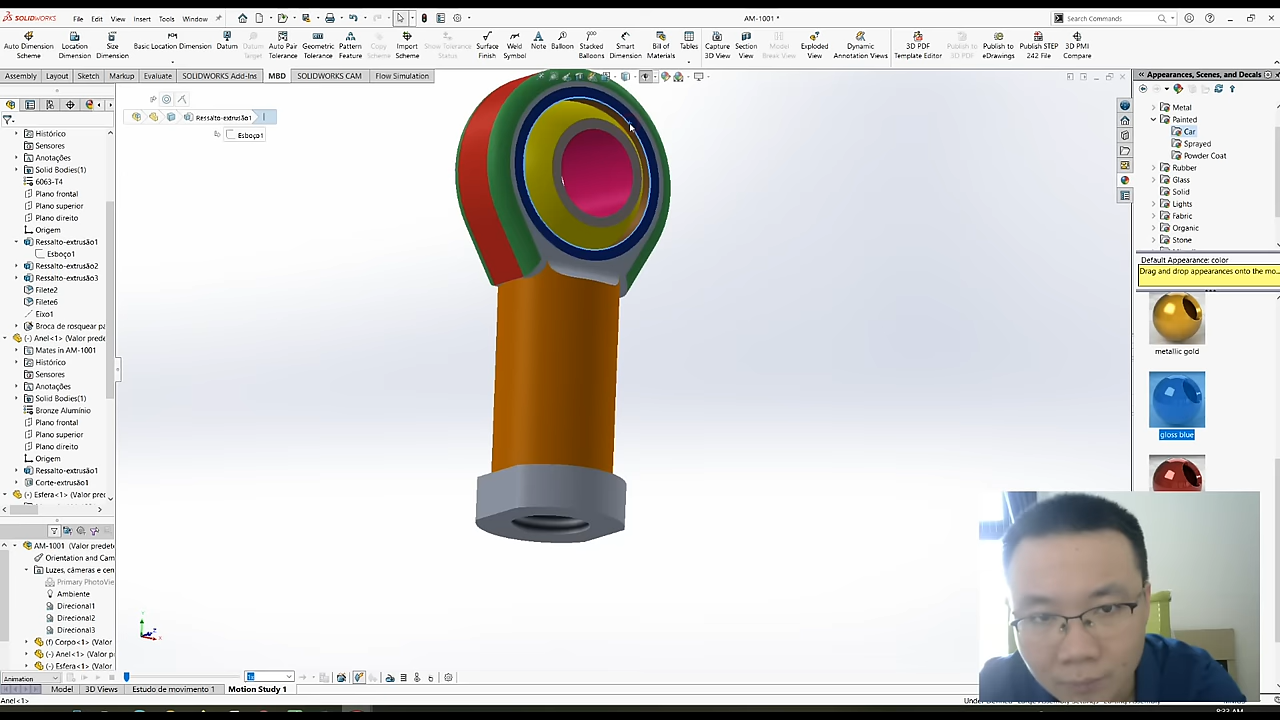 SOLIDWORKS File Edit View Insert Tools Window AM-1001 * Search Commands
Auto Dimension Scheme
Location Dimension
Size Dimension
Basic Location Dimension
Datum
Datum Target
Auto Pair Tolerance
Geometric Tolerance
Pattern Feature
Copy Scheme
Import Scheme
Show Tolerance Status
Surface Finish
Weld Symbol
Note
Balloon
Stacked Balloons
Smart Dimension
Bill of Materials
Tables
Capture 3D View
Section View
Model Break View
Exploded View
Dynamic Annotation Views
3D PDF Template Editor
Publish to 3D PDF
Publish to eDrawings
Publish STEP 242 File
3D PMI Compare
Assembly Layout Sketch Markup Evaluate SOLIDWORKS Add-Ins MBD SOLIDWORKS CAM Flow Simulation
Histórico
Sensores
Anotações
Solid Bodies(1)
6063-T4
Plano frontal
Plano superior
Plano direito
Origem
Ressalto-extrusão1
Esboço1
Ressalto-extrusão2
Ressalto-extrusão3
Filete2
Filete6
Eixo1
Broca de rosquear pa
(-) Anel<1> (Valor prede
Mates in AM-1001
Histórico
Sensores
Anotações
Solid Bodies(1)
Bronze Alumínio
Plano frontal
Plano superior
Plano direito
Origem
Ressalto-extrusão1
Corte-extrusão1
(-) Esfera<1> (Valor pred
AM-1001 (Valor predete
Orientation and Cam
Luzes, câmeras e cen
Primary PhotoVie
Ambiente
Direcional1
Direcional2
Direcional3
(f) Corpo<1> (Valor
(-) Anel<1> (Valor p
(-) Esfera<1> (Valor
Ressalto-extrusão1
Esboço1
Appearances, Scenes, and Decals
Metal
Painted
Car
Sprayed
Powder Coat
Rubber
Glass
Solid
Lights
Fabric
Organic
Stone
Default Appearance: color
Drag and drop appearances onto the mo...
metallic gold
gloss blue
Animation
Model 3D Views Estudo de movimento 1 Motion Study 1
Anel<1>
8:33 AM